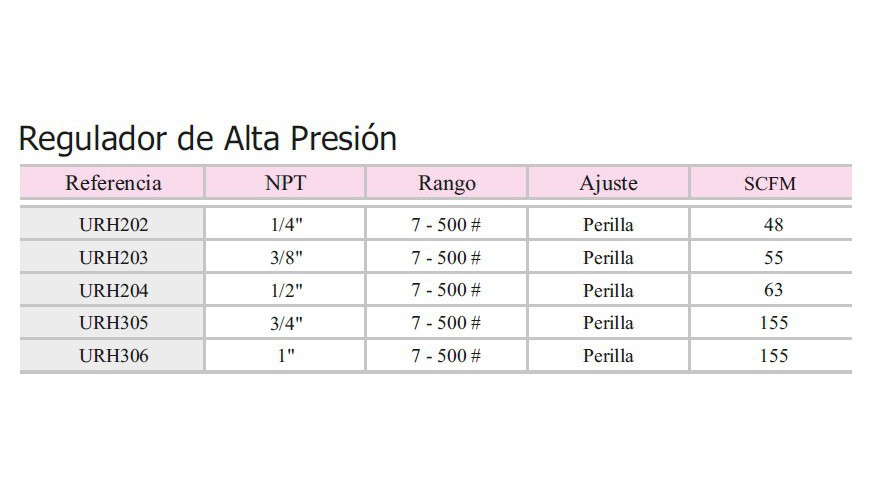 Regulador de Alta Presión
Referencia NPT Rango Ajuste SCFM
URH202 1/4" 7 - 500 # Perilla 48
URH203 3/8" 7 - 500 # Perilla 55
URH204 1/2" 7 - 500 # Perilla 63
URH305 3/4" 7 - 500 # Perilla 155
URH306 1" 7 - 500 # Perilla 155